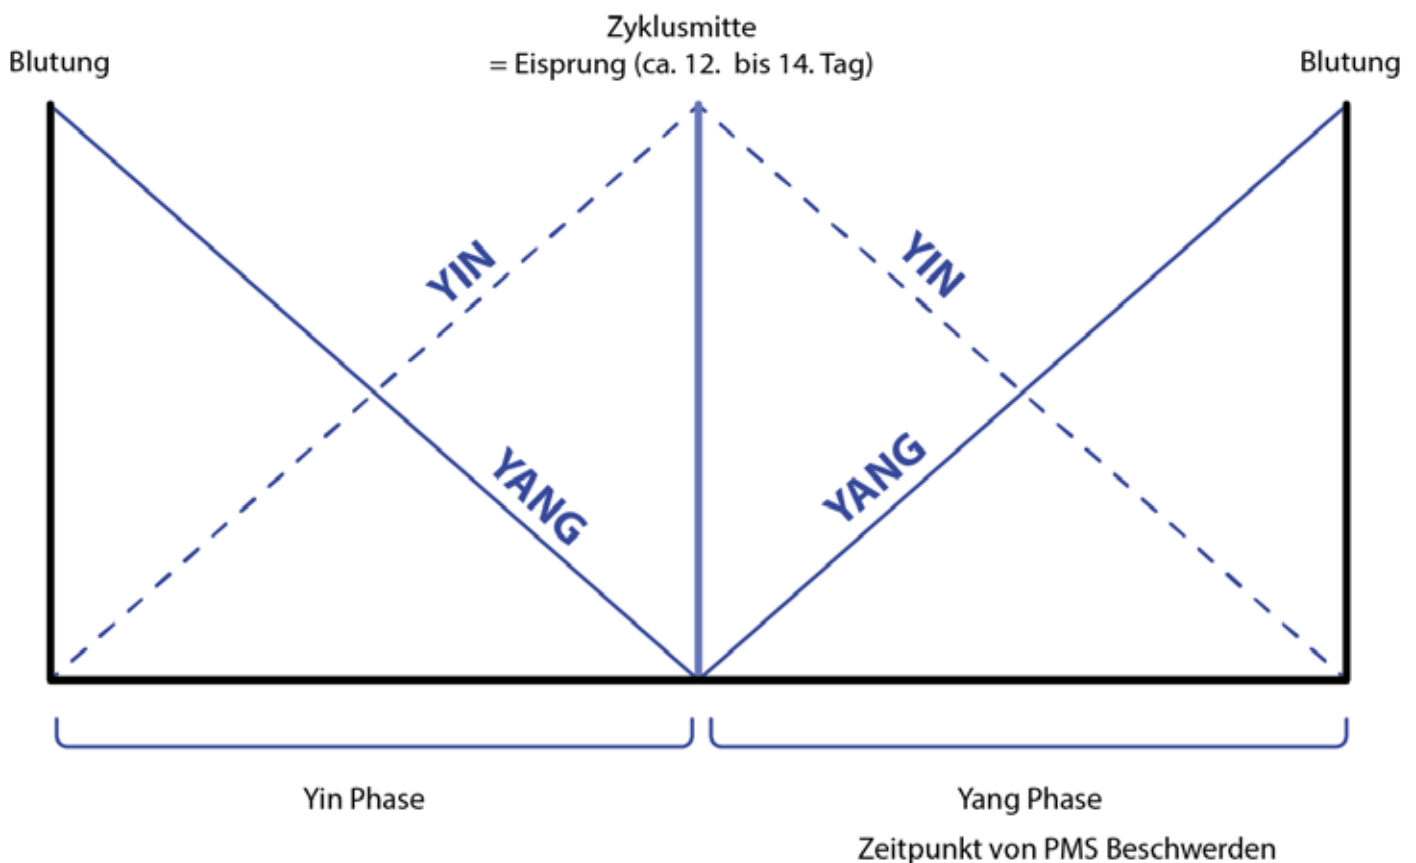 Zyklusmitte
Blutung
= Eisprung (ca. 12. bis 14. Tag)
Blutung
YIN
YIN
YANG
YANG
Yin Phase
Yang Phase
Zeitpunkt von PMS Beschwerden